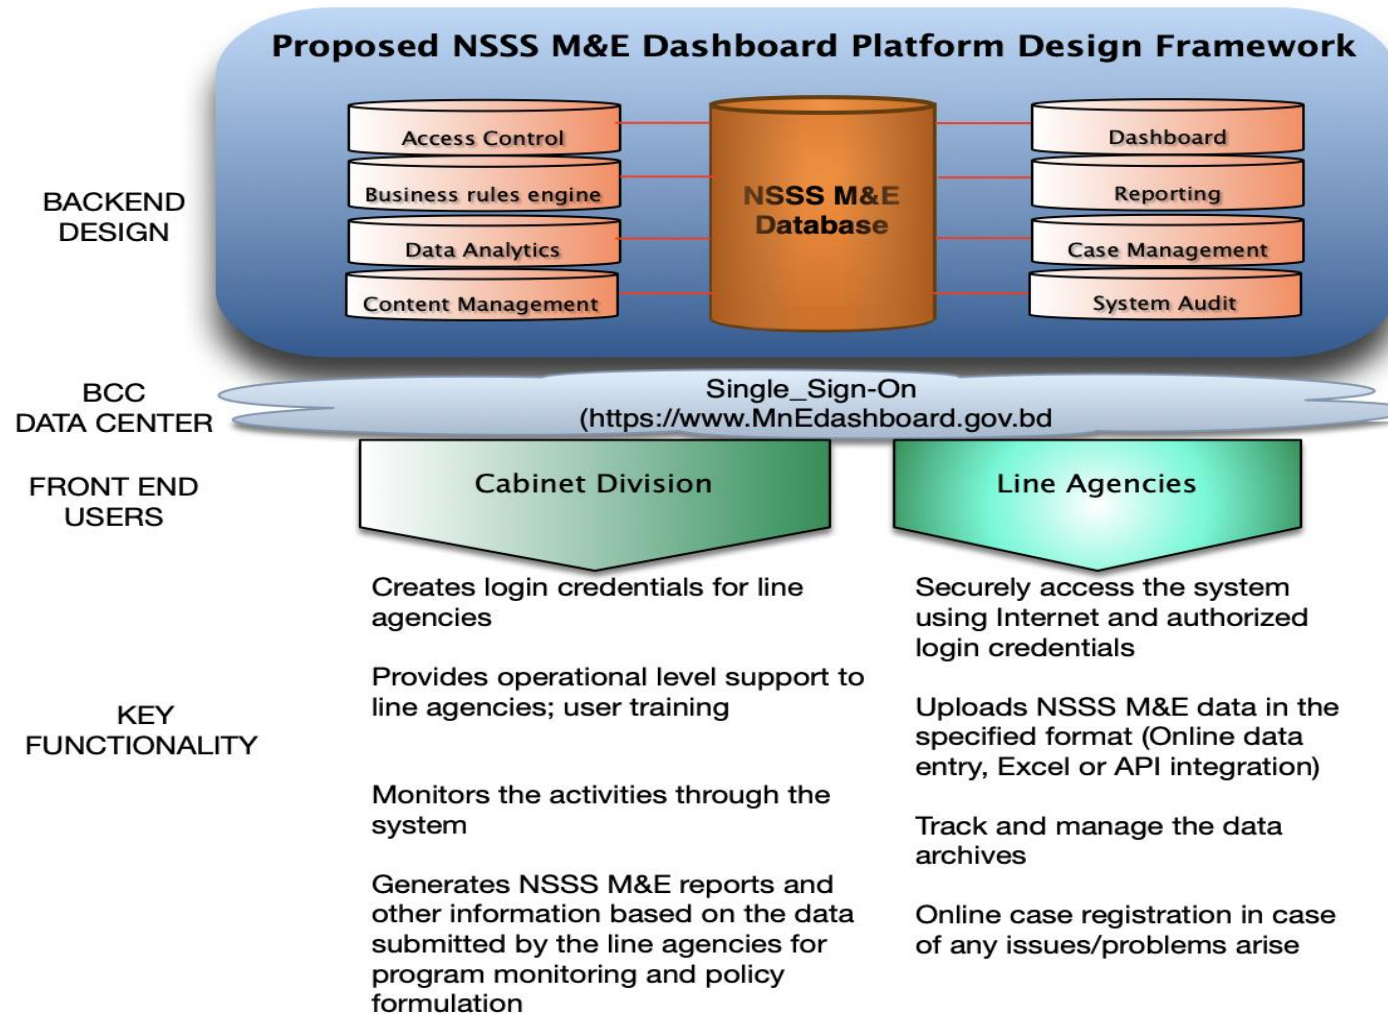 Proposed NSSS M&E Dashboard Platform Design Framework
BACKEND
DESIGN
Access Control
Business rules engine
Data Analytics
Content Management
NSSS M&E
Database
Dashboard
Reporting
Case Management
System Audit
BCC
DATA CENTER
Single_Sign-On
(https://www.MnEdashboard.gov.bd
FRONT END
USERS
Cabinet Division
Line Agencies
KEY
FUNCTIONALITY
Creates login credentials for line
agencies
Provides operational level support to
line agencies; user training
Monitors the activities through the
system
Generates NSSS M&E reports and
other information based on the data
submitted by the line agencies for
program monitoring and policy
formulation
Securely access the system
using Internet and authorized
login credentials
Uploads NSSS M&E data in the
specified format (Online data
entry, Excel or API integration)
Track and manage the data
archives
Online case registration in case
of any issues/problems arise